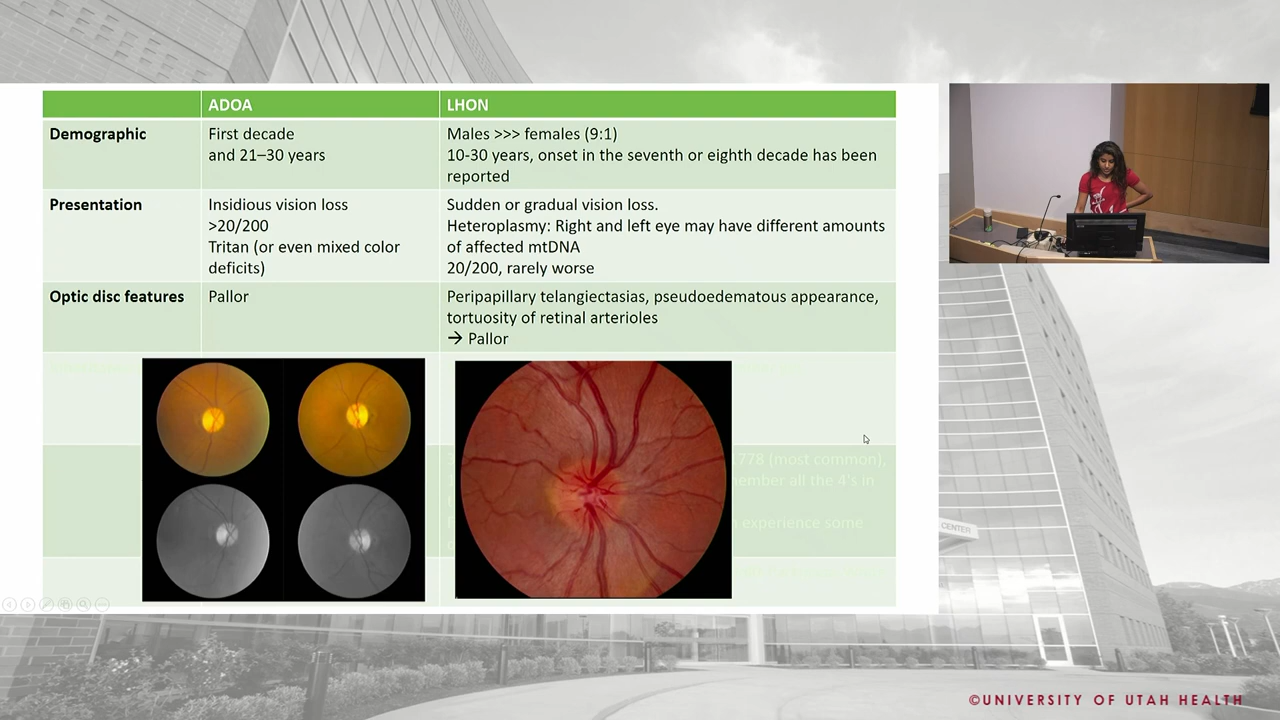 ADOA
LHON
Demographic
First decade
and 21–30 years
Males >>> females (9:1)
10-30 years, onset in the seventh or eighth decade has been
reported
Presentation
Insidious vision loss
>20/200
Tritan (or even mixed color
deficits)
Sudden or gradual vision loss.
Heteroplasmy: Right and left eye may have different amounts
of affected mtDNA
20/200, rarely worse
Optic disc features
Pallor
Peripapillary telangiectasias, pseudoedematous appearance,
tortuosity of retinal arterioles
→ Pallor
778 (most common),
all the 4's in
experience some
CENTER
©UNIVERSITY OF UTAH HEALTH